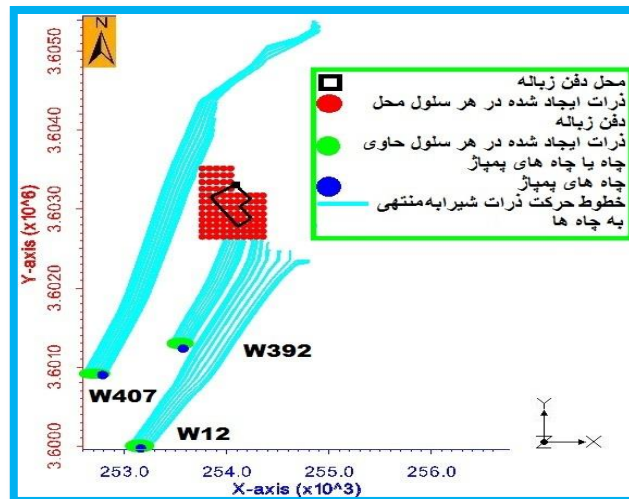 N
3.6050
3.6040
3.6030
3.6020
3.6010
3.6000
Y-axis (x10^6)
محل دفن زباله
ذرات ایجاد شده در هر سلول محل
دفن زباله
ذرات ایجاد شده در هر سلول حاوی
چاه یا چاه های پمپاژ
چاه های پمپاژ
خطوط حرکت ذرات شیرابه منتهی
به چاه ها
W392
W407
W12
253.0 254.0 255.0 256.0
X-axis (x10^3)
Y
Z X